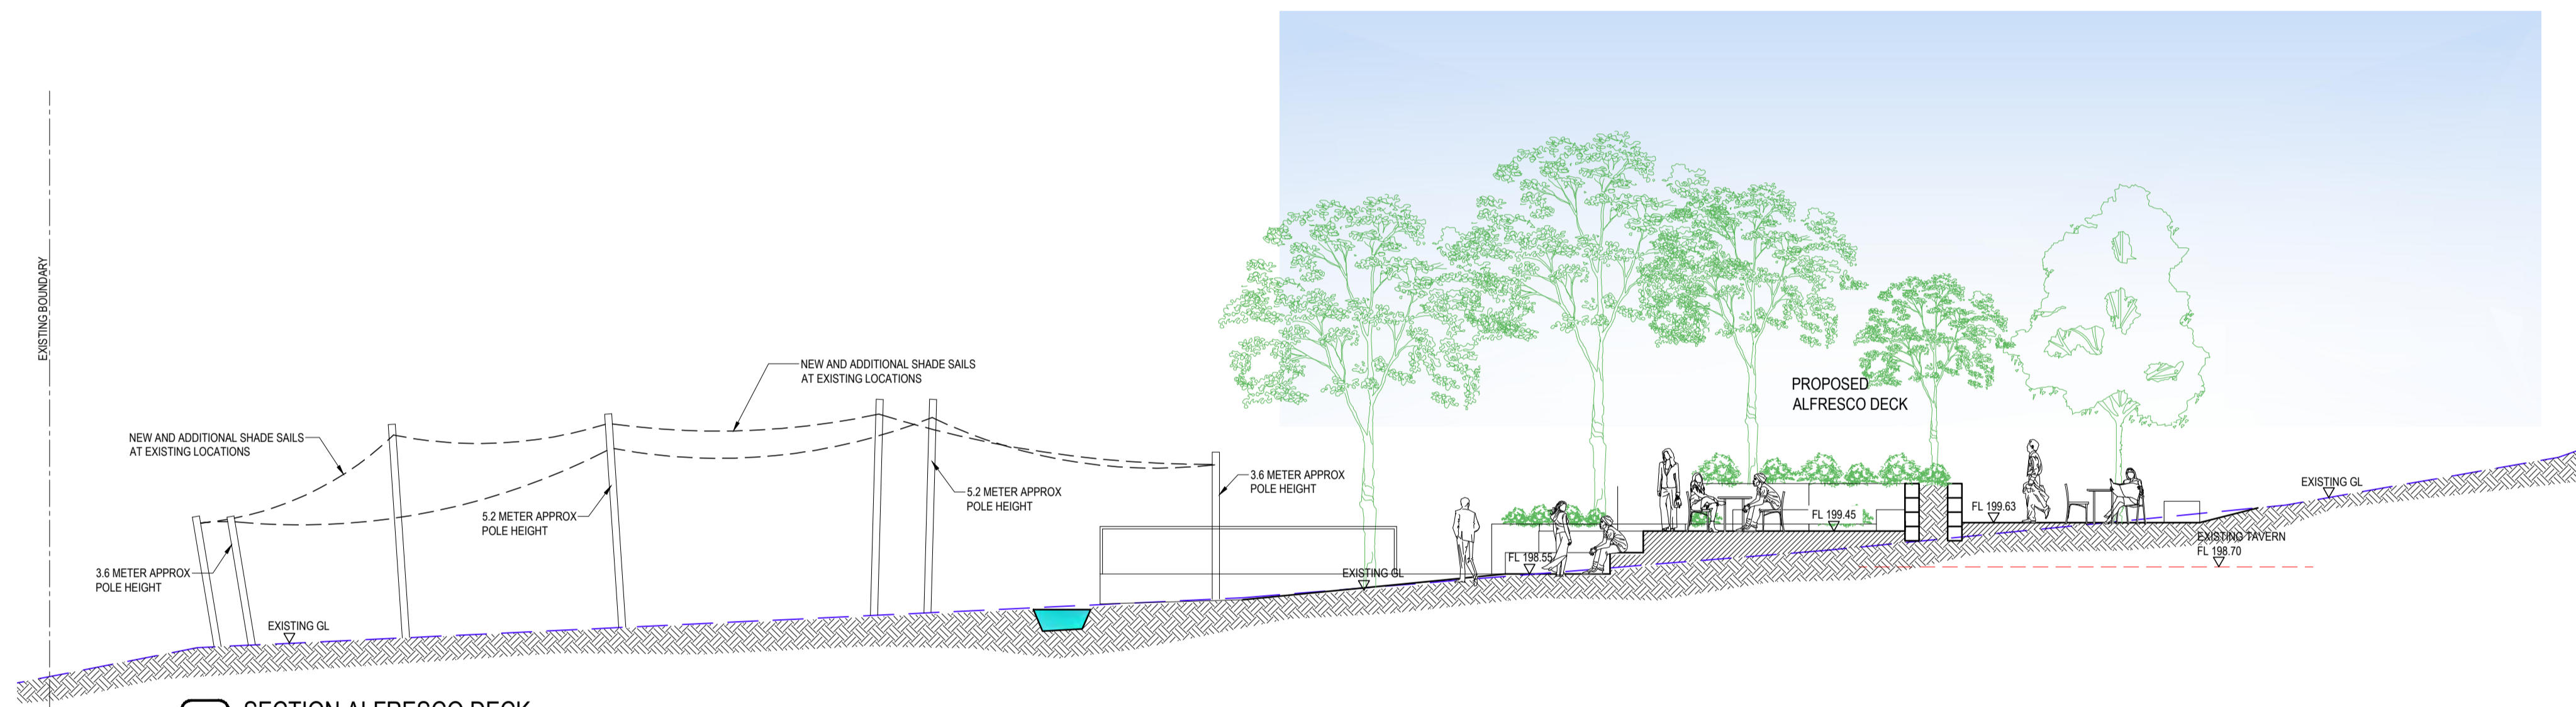 EXISTING BOUNDARY
NEW AND ADDITIONAL SHADE SAILS
AT EXISTING LOCATIONS
3.6 METER APPROX
POLE HEIGHT
EXISTING GL
5.2 METER APPROX
POLE HEIGHT
NEW AND ADDITIONAL SHADE SAILS
AT EXISTING LOCATIONS
5.2 METER APPROX
POLE HEIGHT
3.6 METER APPROX
POLE HEIGHT
EXISTING GL
FL 198.55
PROPOSED
ALFRESCO DECK
FL 199.45
FL 199.63
EXISTING GL
EXISTING TAVERN
FL 198.70
SECTION ALFRESCO DECK